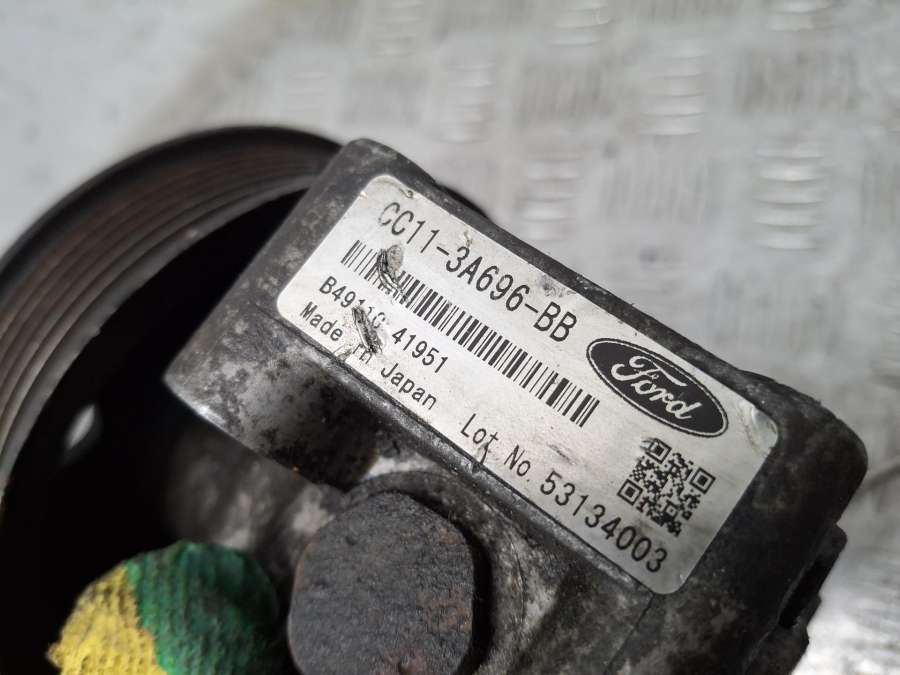 CC11-3A696-BB
Ford
B49110 41951
Made in Japan
Lot No. 53134003